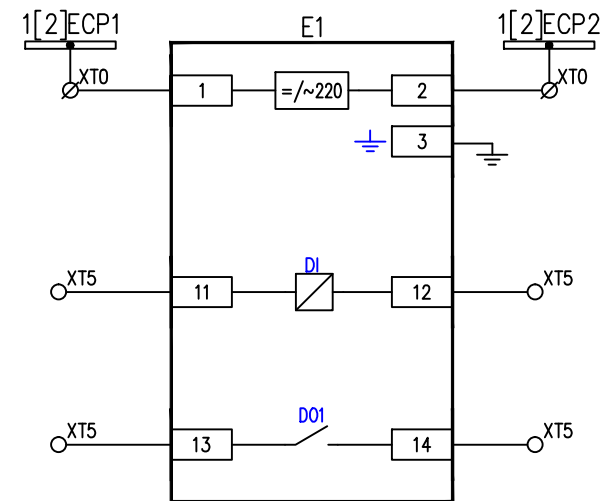 1[2]ECP1 E1 1[2]ECP2
XT0 XT0
1 =/~220 2
3
DI
XT5 11 12 XT5
DO1
XT5 13 14 XT5